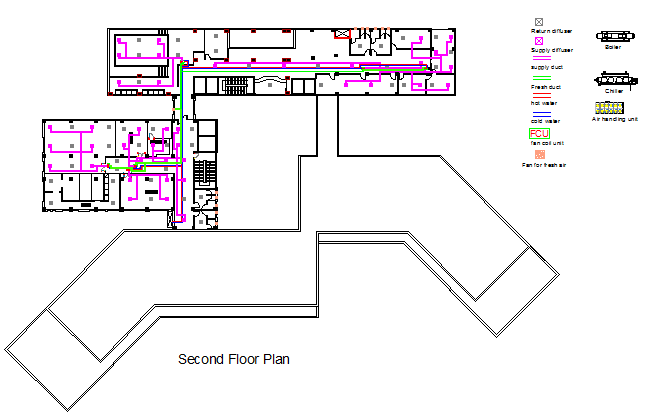 Return diffuser
Supply diffuser
supply duct
Fresh duct
hot water
cold water
FCU
fan coil unit
Fan for fresh air
Boiler
Chiller
Air handling unit
Second Floor Plan